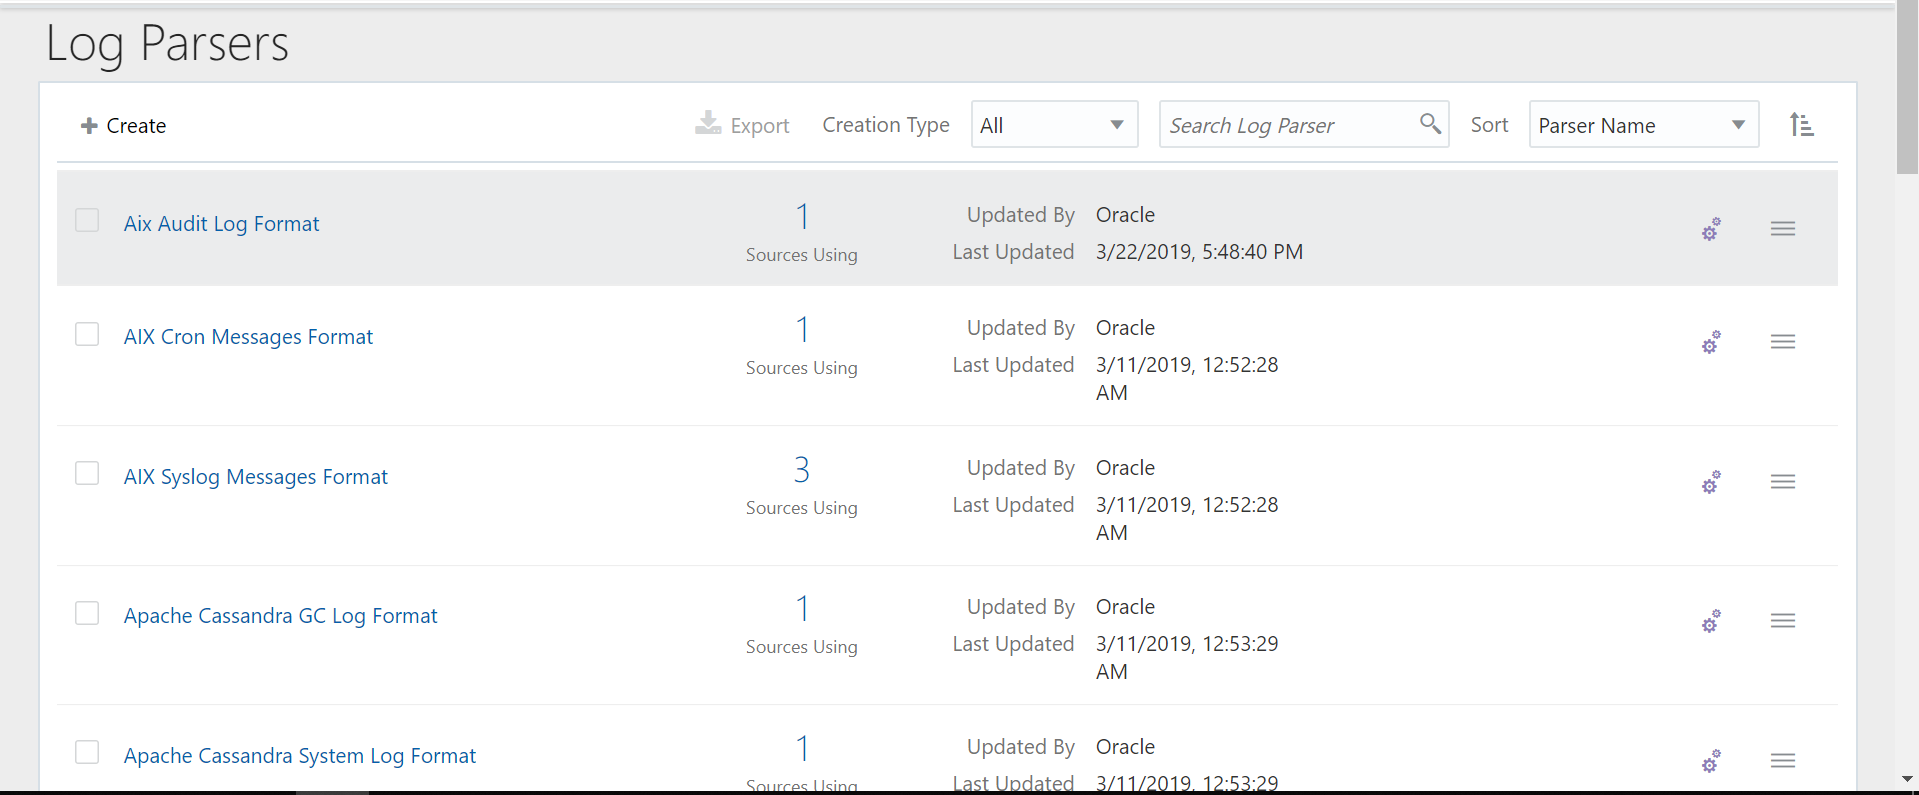 Log Parsers
Create
Export Creation Type All Search Log Parser Sort Parser Name
Aix Audit Log Format
1
Sources Using
Updated By Oracle
Last Updated 3/22/2019, 5:48:40 PM
AIX Cron Messages Format
1
Sources Using
Updated By Oracle
Last Updated 3/11/2019, 12:52:28
AM
AIX Syslog Messages Format
3
Sources Using
Updated By Oracle
Last Updated 3/11/2019, 12:52:28
AM
Apache Cassandra GC Log Format
1
Sources Using
Updated By Oracle
Last Updated 3/11/2019, 12:53:29
AM
Apache Cassandra System Log Format
1
Sources Using
Updated By Oracle
Last Updated 3/11/2019, 12:53:29